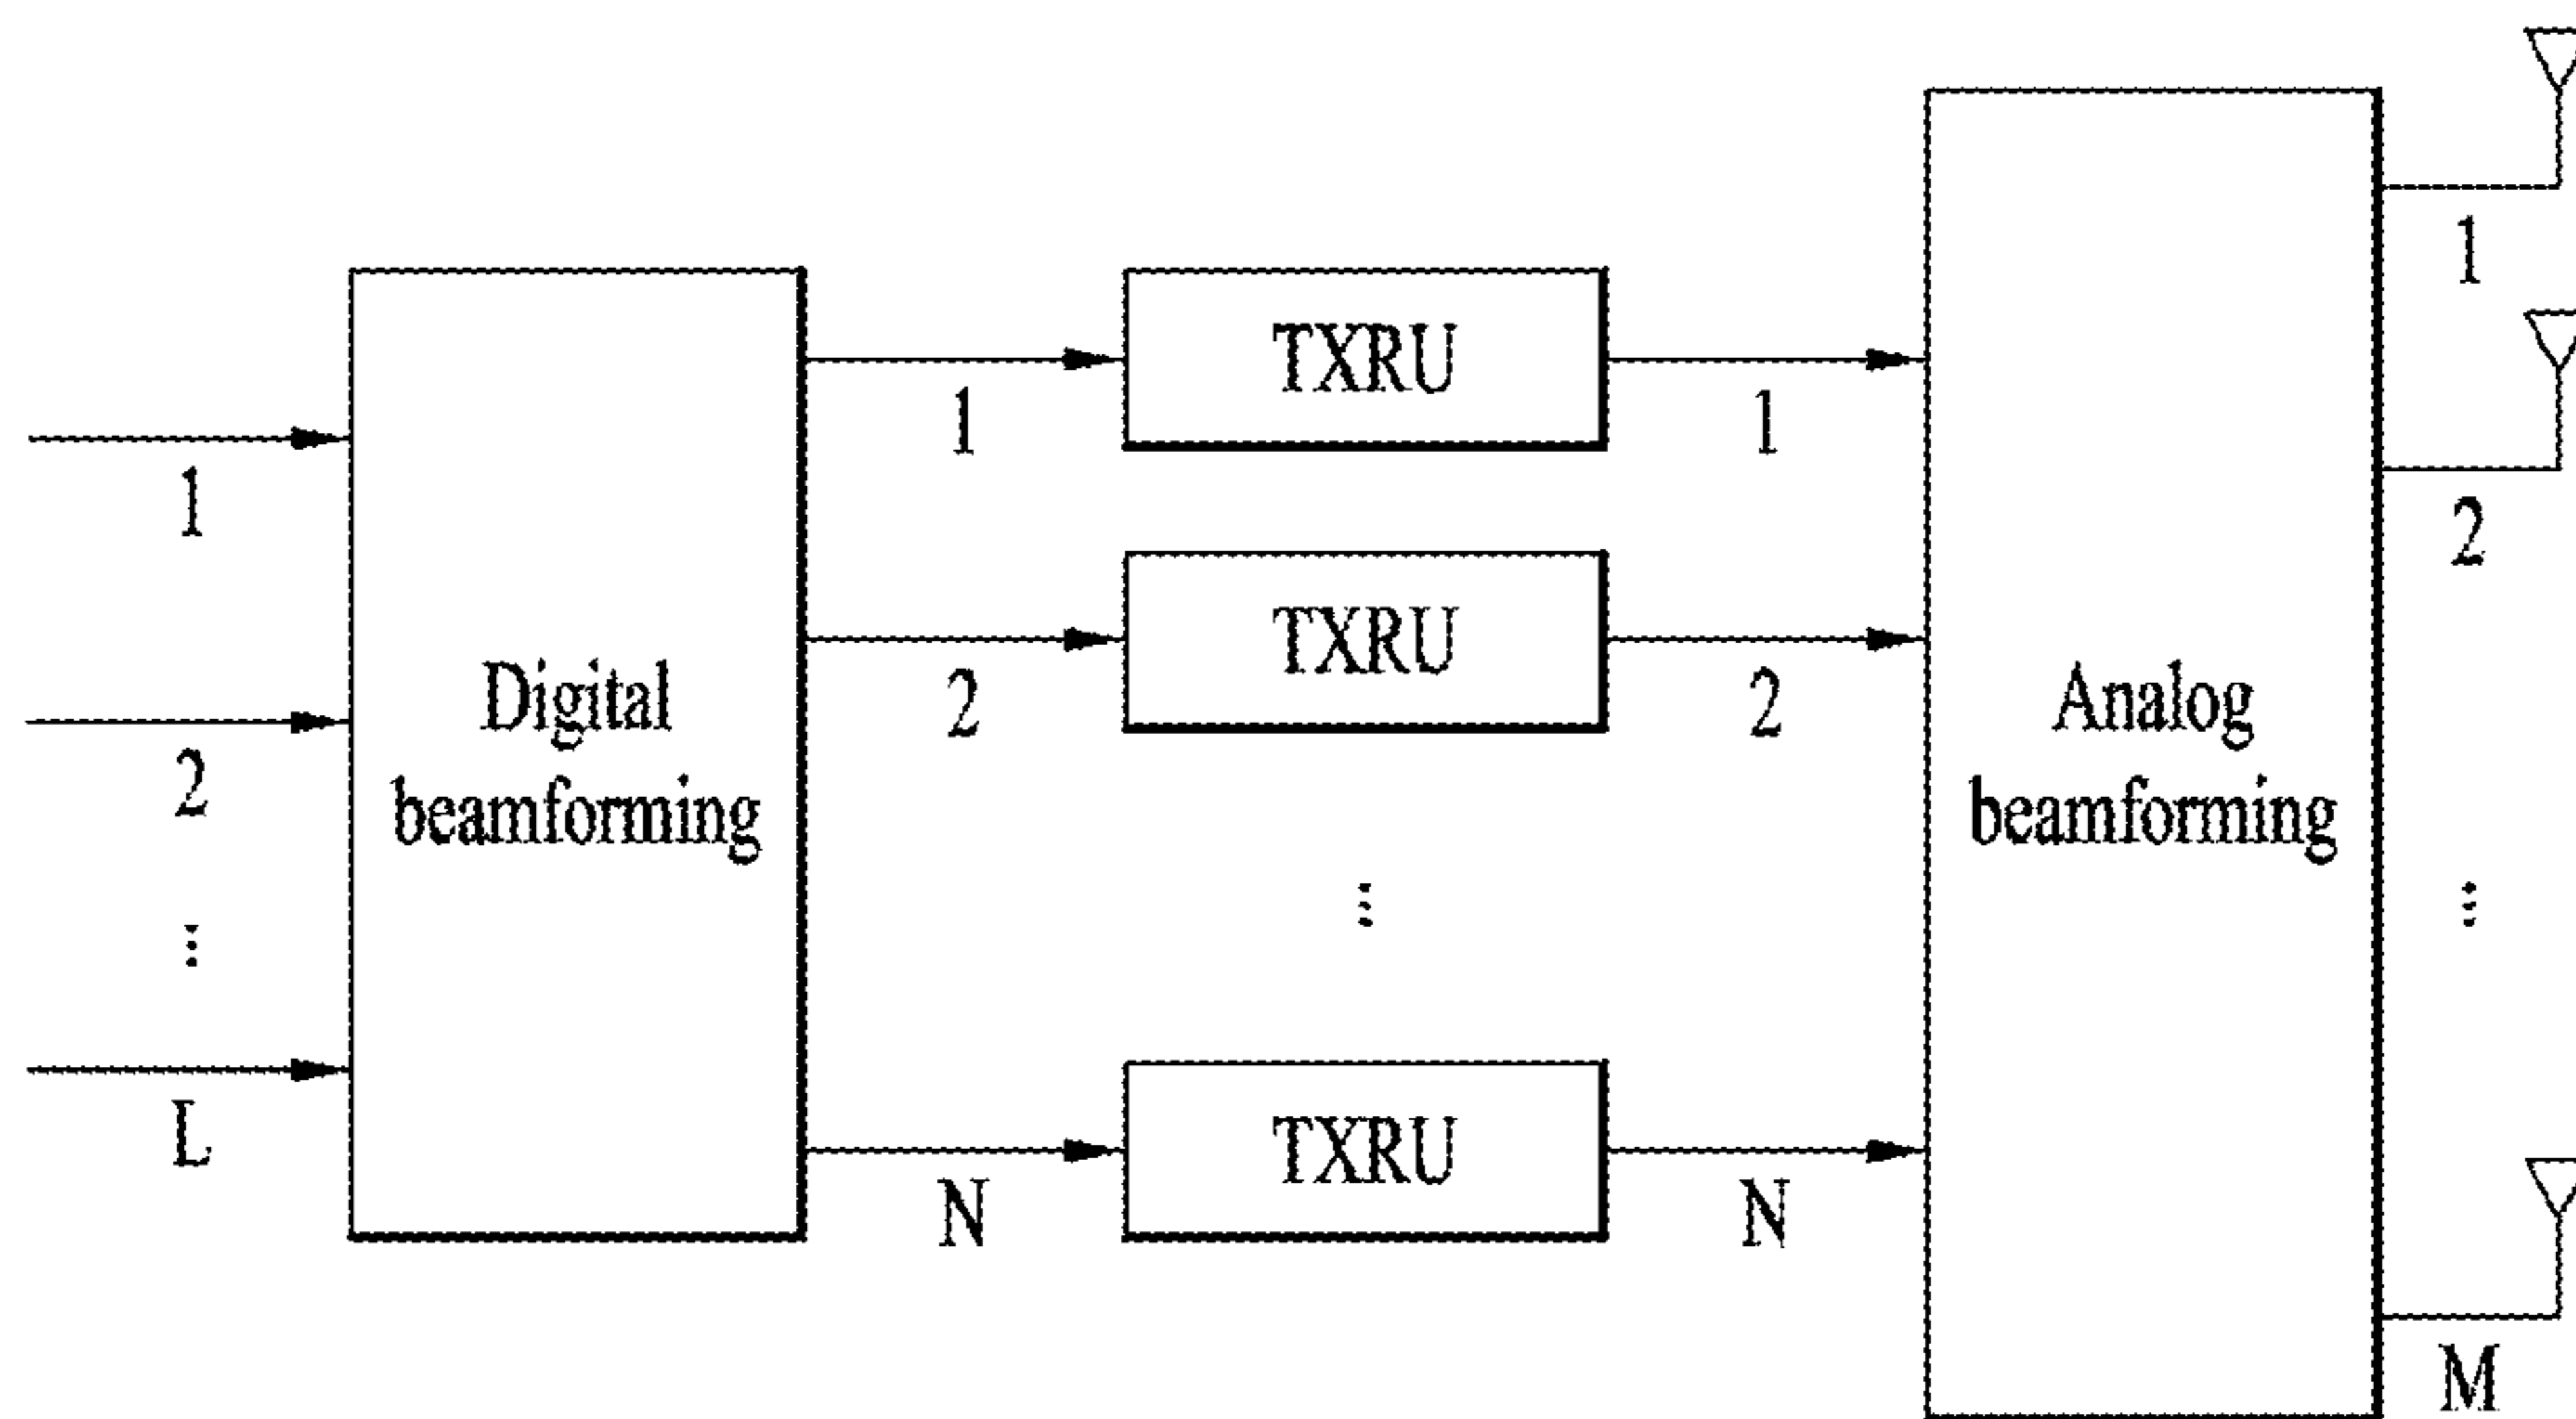 1
2
⋮
L
Digital
beamforming
1
2
N
TXRU
TXRU
⋮
TXRU
1
2
N
Analog
beamforming
1
2
⋮
M